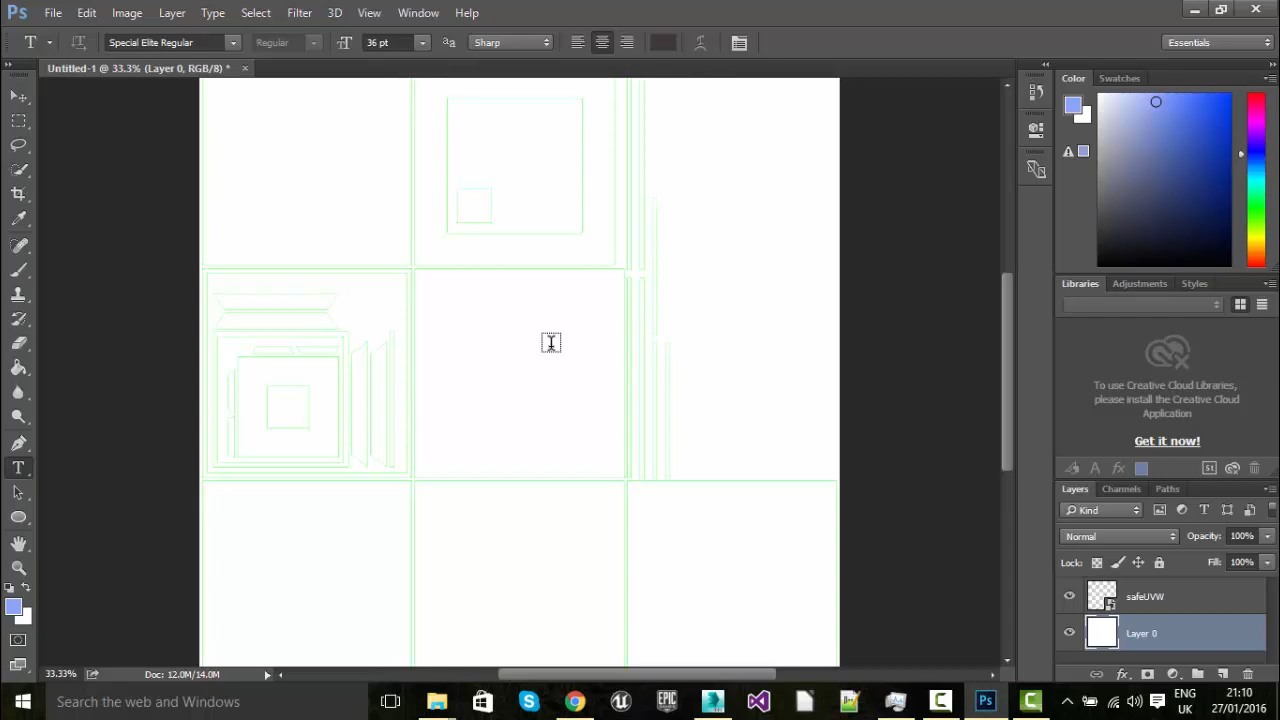 Ps File Edit Image Layer Type Select Filter 3D View Window Help
T Special Elite Regular Regular 36 pt Sharp Essentials
Untitled-1 @ 33.3% (Layer 0, RGB/8) * ×
Color Swatches
Libraries Adjustments Styles
To use Creative Cloud Libraries,
please install the Creative Cloud
Application
Get it now!
St
Layers Channels Paths
Kind
Normal Opacity: 100%
Lock: Fill: 100%
safeUVW
Layer 0
33.33% Doc: 12.0M/14.0M
Search the web and Windows
ENG 21:10
UK 27/01/2016